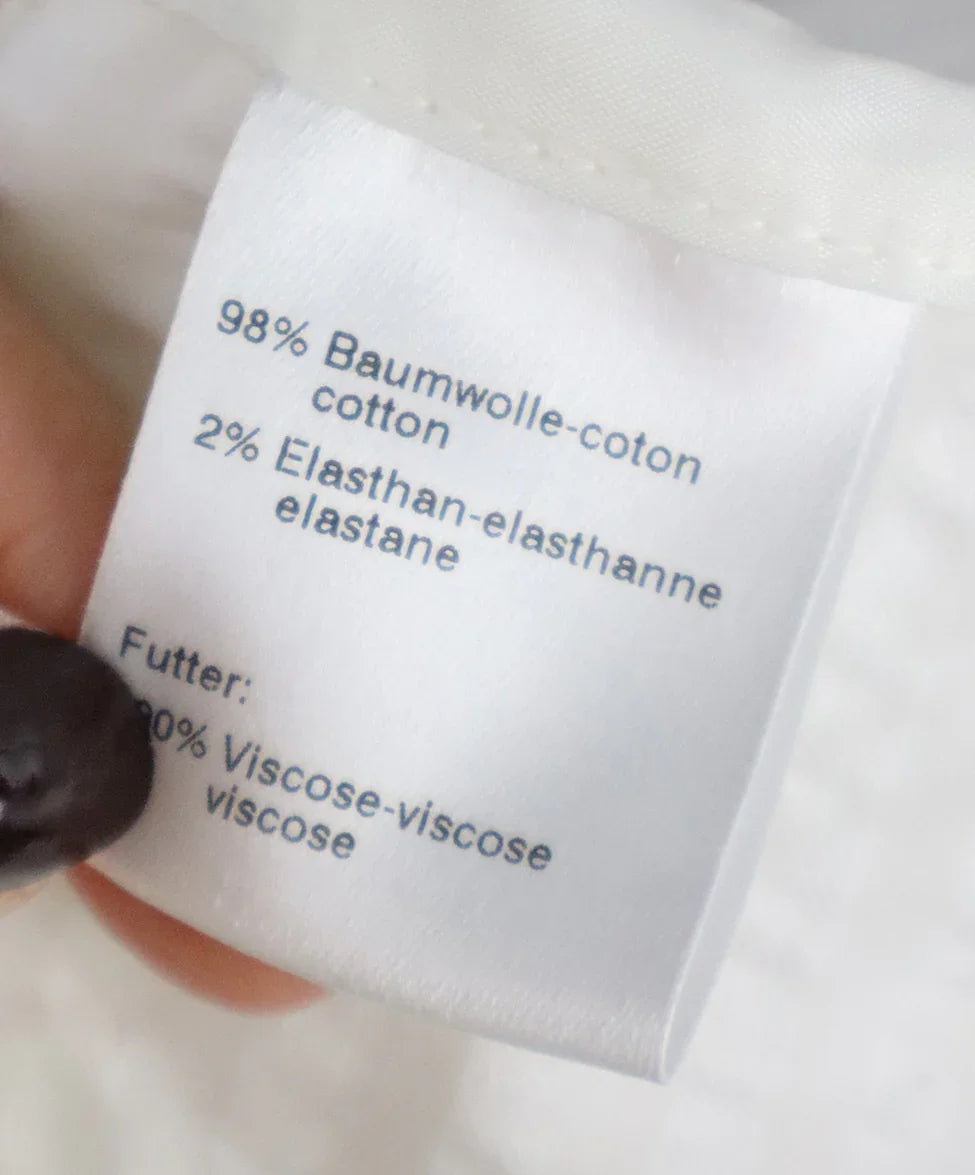 98% Baumwolle-coton
cotton
2% Elasthan-elasthanne
elastane
Futter:
Viscose-viscose
viscose